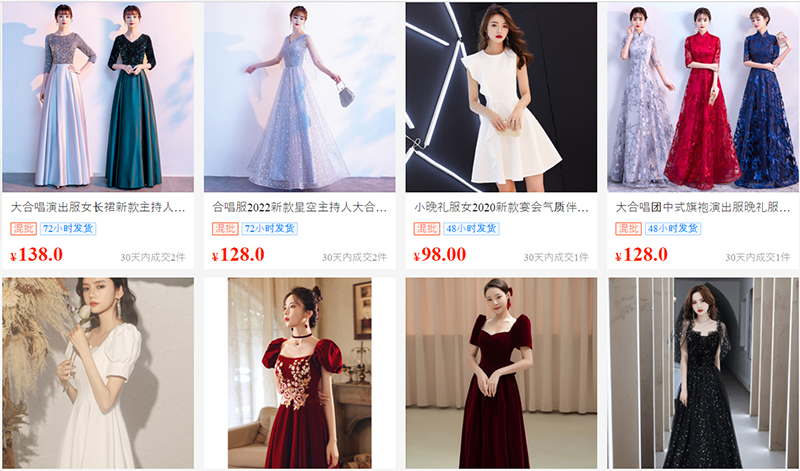 大合唱演出服女长裙新款主持人...
混批 72小时发货
¥138.0 30天内成交2件
合唱服2022新款星空主持人大合...
混批 72小时发货
¥128.0 30天内成交2件
小晚礼服女2020新款宴会气质伴...
混批 48小时发货
¥98.00 30天内成交1件
大合唱团中式旗袍演出服晚礼服...
混批 48小时发货
¥128.0 30天内成交1件